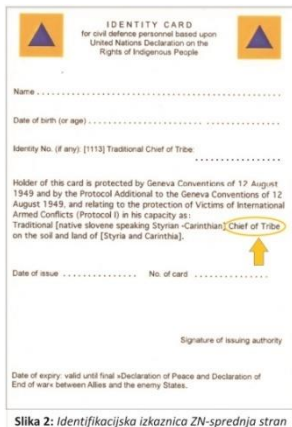 IDENTITY CARD
for civil defence personnel based upon
United Nations Declaration on the
Rights of Indigenous People
Name
Date of birth (or age)
Identity No. (if any): [1113] Traditional Chief of Tribe:
Holder of this card is protected by Geneva Conventions of 12 August
1949 and by the Protocol Additional to the Geneva Conventions of 12
August 1949, and relating to the protection of Victims of International
Armed Conflicts (Protocol I) in his capacity as:
Traditional [native slovene speaking Styrian -Carinthian] Chief of Tribe
on the soil and land of [Styria and Carinthia].
Date of issue No. of card
Signature of issuing authority
Date of expiry: valid until final »Declaration of Peace and Declaration of
End of war« between Allies and the enemy States.
Slika 2: Identifikacijska izkaznica ZN-sprednja stran